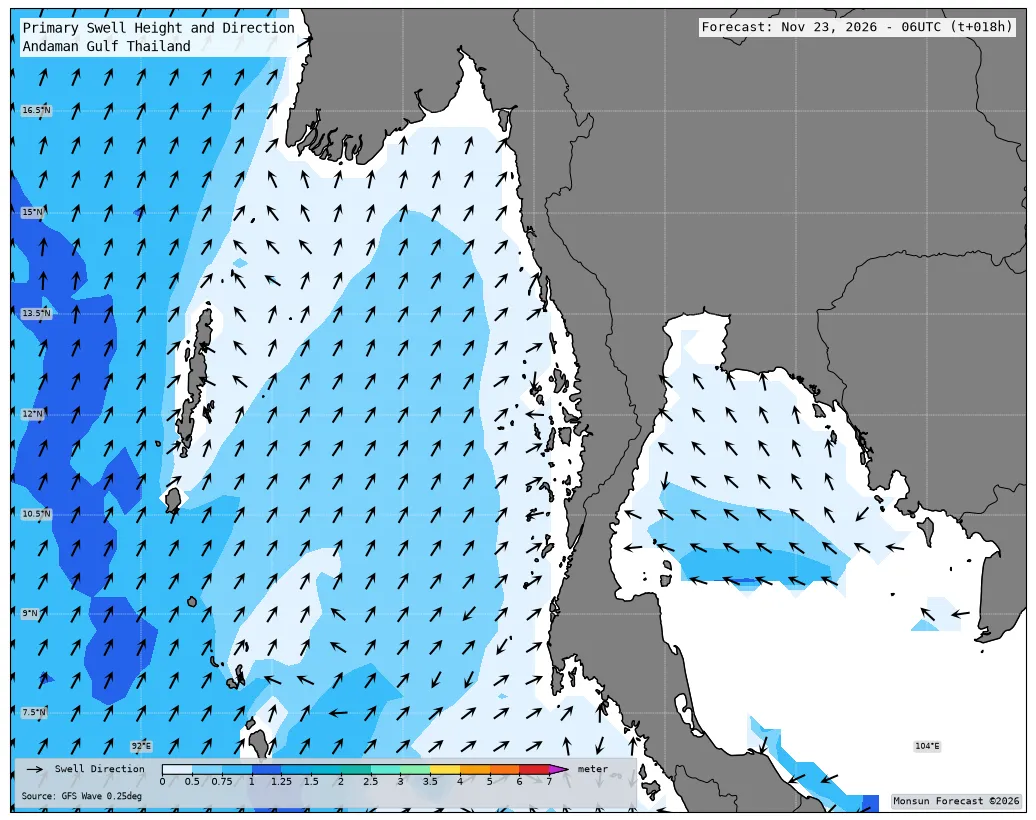 Primary Swell Height and Direction
Andaman Gulf Thailand
Forecast: Nov 23, 2026 - 06UTC (t+018h)
16.5°N
15°N
13.5°N
12°N
10.5°N
9°N
7.5°N
92°E
104°E
Swell Direction
0 0.5 0.75 1 1.25 1.5 2 2.5 3 3.5 4 5 6 7
meter
Source: GFS Wave 0.25deg
Monsun Forecast ©2026